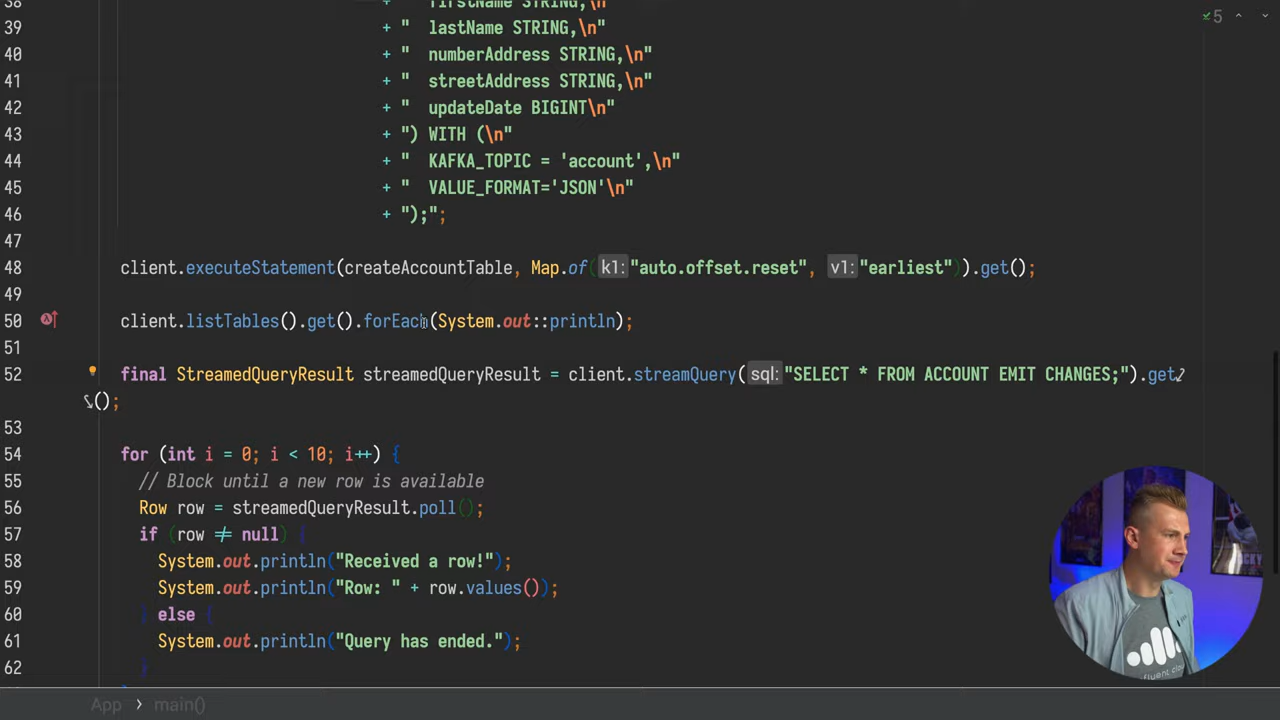 38 firstName STRING,\n
39 + "  lastName STRING,\n"
40 + "  numberAddress STRING,\n"
41 + "  streetAddress STRING,\n"
42 + "  updateDate BIGINT\n"
43 + ") WITH (\n"
44 + "  KAFKA_TOPIC = 'account',\n"
45 + "  VALUE_FORMAT='JSON'\n"
46 + ");";
47
48 client.executeStatement(createAccountTable, Map.of( k1: "auto.offset.reset", v1: "earliest")).get();
49
50 client.listTables().get().forEach(System.out::println);
51
52 final StreamedQueryResult streamedQueryResult = client.streamQuery( sql: "SELECT * FROM ACCOUNT EMIT CHANGES;").get
();
53
54 for (int i = 0; i < 10; i++) {
55 // Block until a new row is available
56 Row row = streamedQueryResult.poll();
57 if (row ≠ null) {
58 System.out.println("Received a row!");
59 System.out.println("Row: " + row.values());
60 } else {
61 System.out.println("Query has ended.");
62 }
5
App > main()
fluent cloud